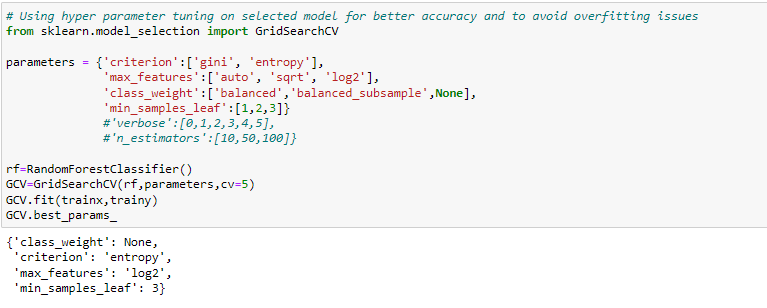 # Using hyper parameter tuning on selected model for better accuracy and to avoid overfitting issues
from sklearn.model_selection import GridSearchCV
parameters = {'criterion':['gini', 'entropy'],
'max_features':['auto', 'sqrt', 'log2'],
'class_weight':['balanced','balanced_subsample',None],
'min_samples_leaf':[1,2,3]}
#'verbose':[0,1,2,3,4,5],
#'n_estimators':[10,50,100]}
rf=RandomForestClassifier()
GCV=GridSearchCV(rf,parameters,cv=5)
GCV.fit(trainx,trainy)
GCV.best_params_
{'class_weight': None,
'criterion': 'entropy',
'max_features': 'log2',
'min_samples_leaf': 3}